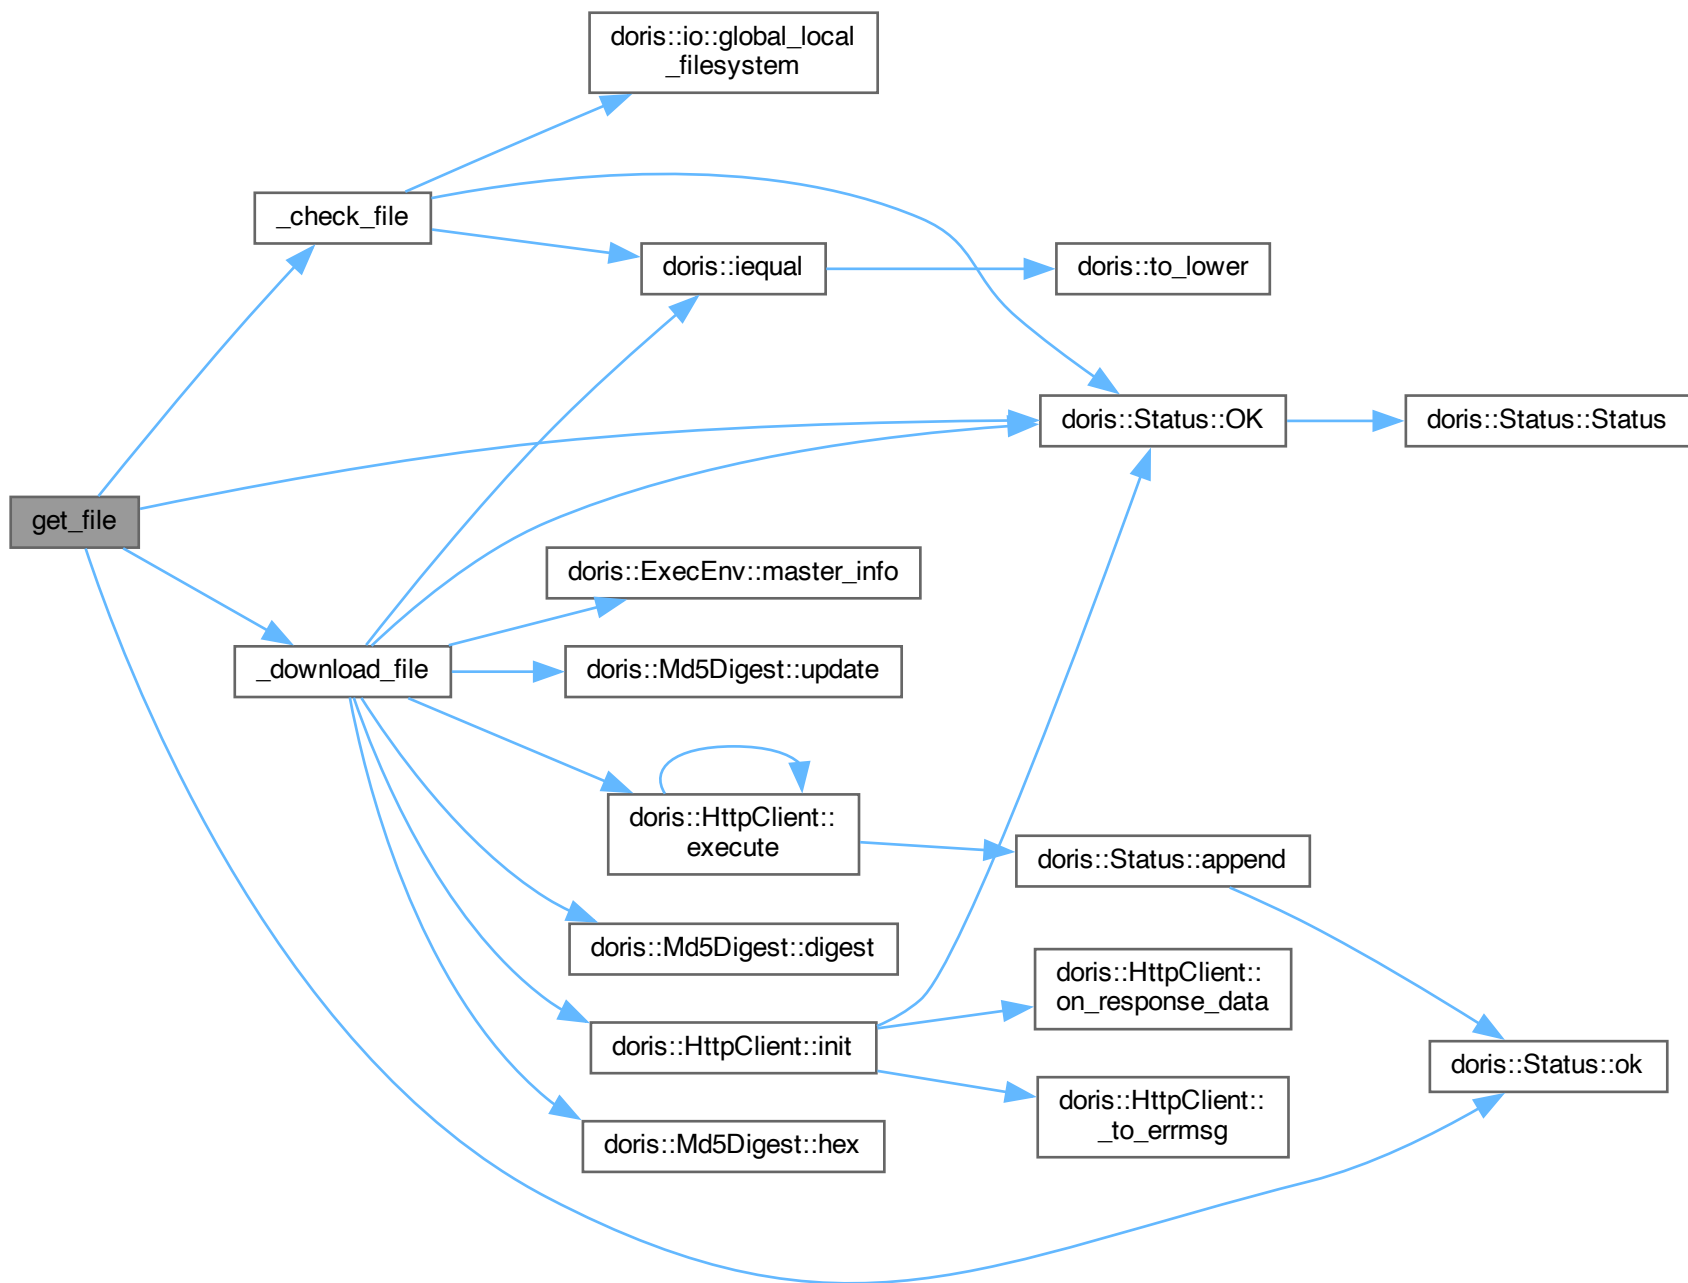 doris::io::global_local
_filesystem
_check_file
doris::iequal
doris::to_lower
doris::Status::OK
doris::Status::Status
get_file
doris::ExecEnv::master_info
_download_file
doris::Md5Digest::update
doris::HttpClient::
execute
doris::Status::append
doris::Md5Digest::digest
doris::HttpClient::
on_response_data
doris::HttpClient::init
doris::Status::ok
doris::HttpClient::
_to_errmsg
doris::Md5Digest::hex